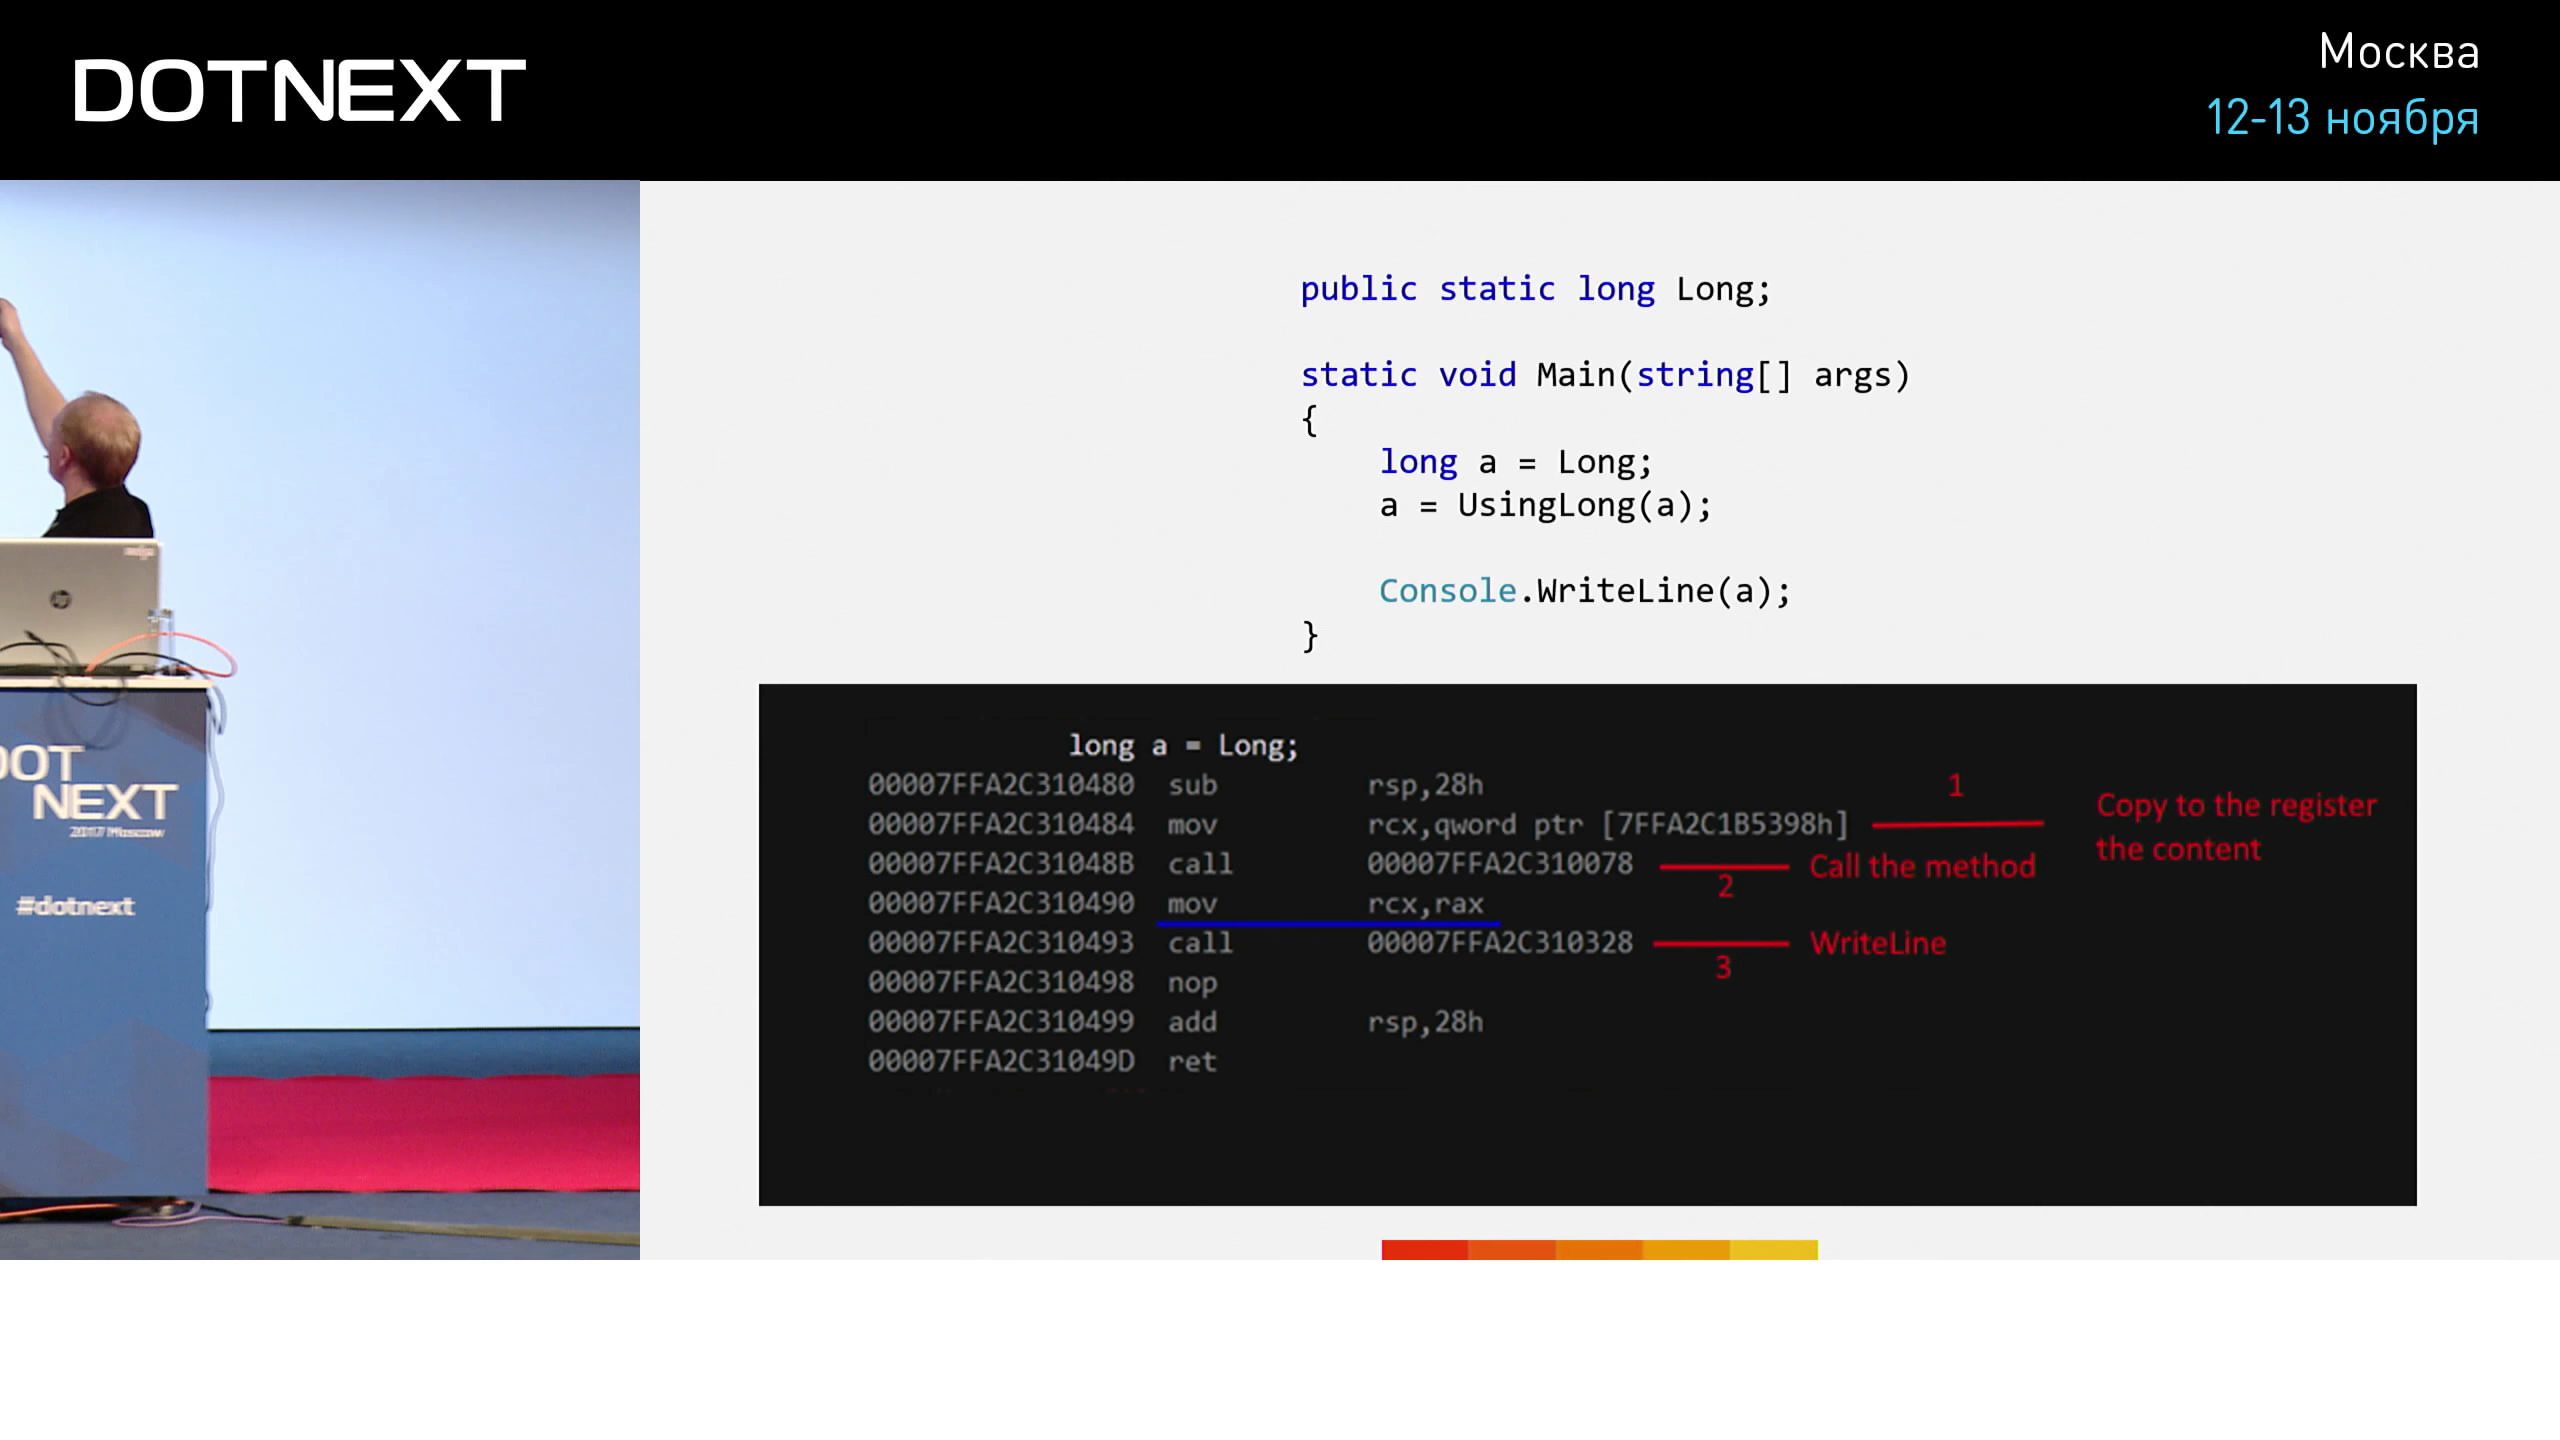 DOTNEXT
Москва
12-13 ноября
public static long Long;
static void Main(string[] args)
{
long a = Long;
a = UsingLong(a);
Console.WriteLine(a);
}
long a = Long;
00007FFA2C310480 sub rsp,28h
00007FFA2C310484 mov rcx,qword ptr [7FFA2C1B5398h]
00007FFA2C31048B call 00007FFA2C310078
00007FFA2C310490 mov rcx,rax
00007FFA2C310493 call 00007FFA2C310328
00007FFA2C310498 nop
00007FFA2C310499 add rsp,28h
00007FFA2C31049D ret
1
Copy to the register
the content
Call the method
2
WriteLine
3
DOT
NEXT
2017 Moscow
#dotnext